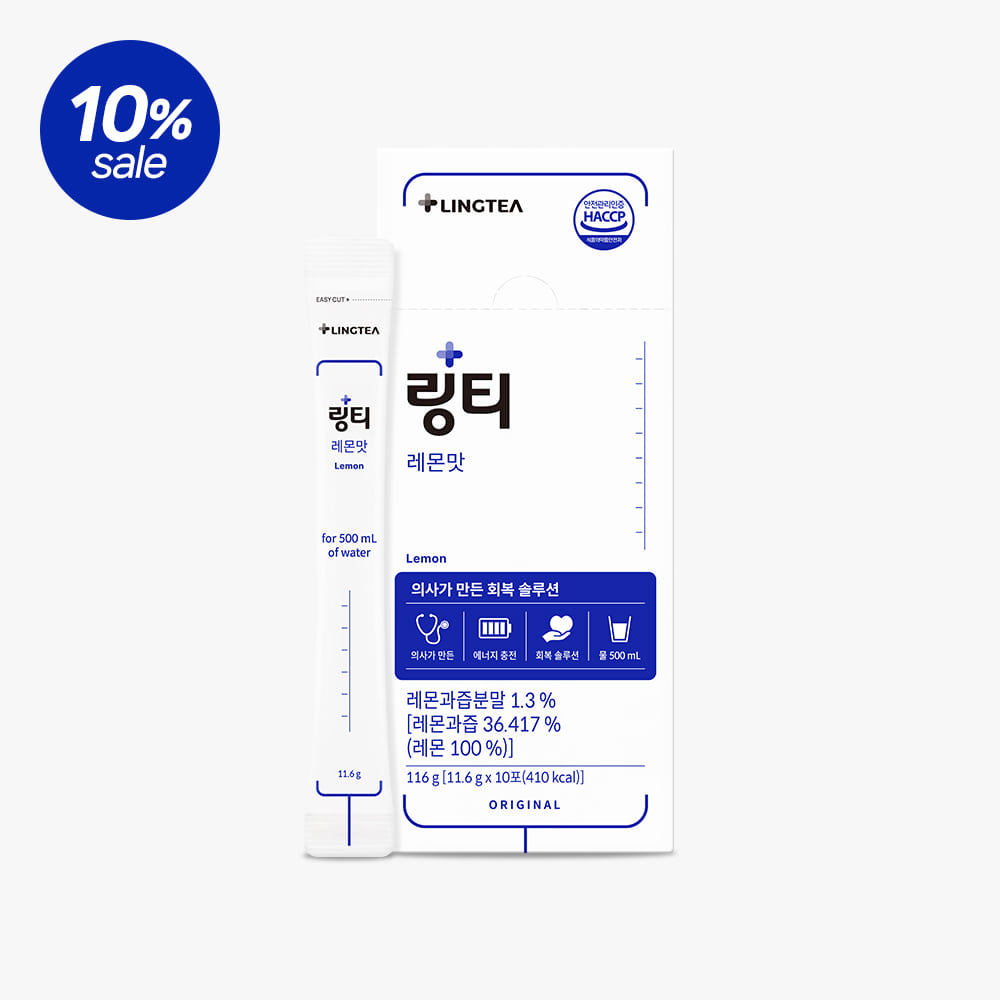 10%
sale
LINGTEA
안전관리인증
HACCP
식품의약품안전처
링티
레몬맛
Lemon
의사가 만든 회복 솔루션
의사가 만든
에너지 충전
회복 솔루션
물 500 mL
레몬과즙분말 1.3 %
[레몬과즙 36.417 %
(레몬 100 %)]
116 g [11.6 g x 10포(410 kcal)]
ORIGINAL
EASY CUT
LINGTEA
링티
레몬맛
Lemon
for 500 mL
of water
11.6 g